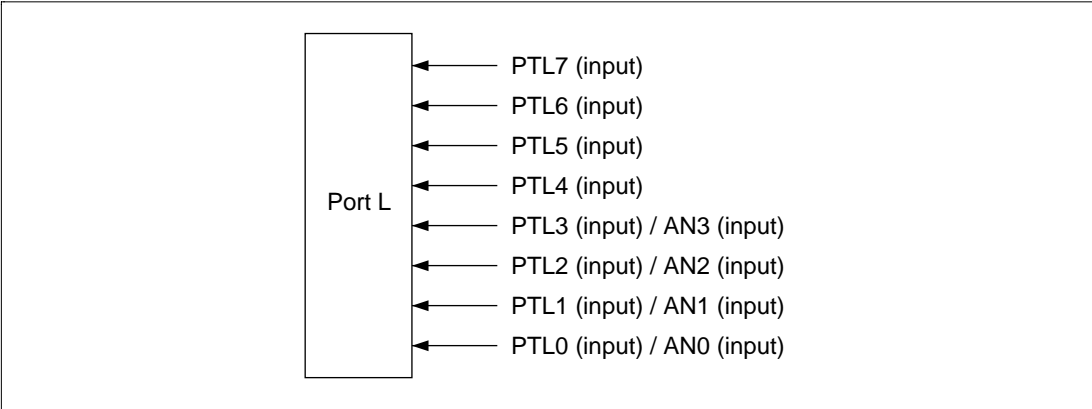 PTL7 (input)
PTL6 (input)
PTL5 (input)
PTL4 (input)
Port L
PTL3 (input) / AN3 (input)
PTL2 (input) / AN2 (input)
PTL1 (input) / AN1 (input)
PTL0 (input) / AN0 (input)